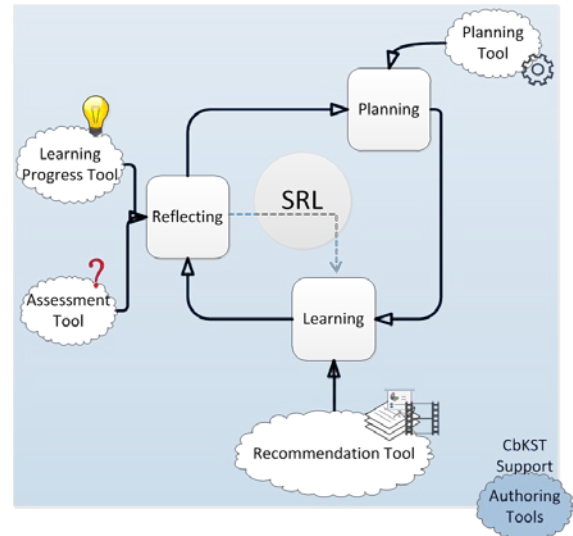 Planning
Tool
Planning
Learning
Progress Tool
SRL
Reflecting
?
Assessment
Tool
Learning
Recommendation Tool
CbKST
Support
Authoring
Tools